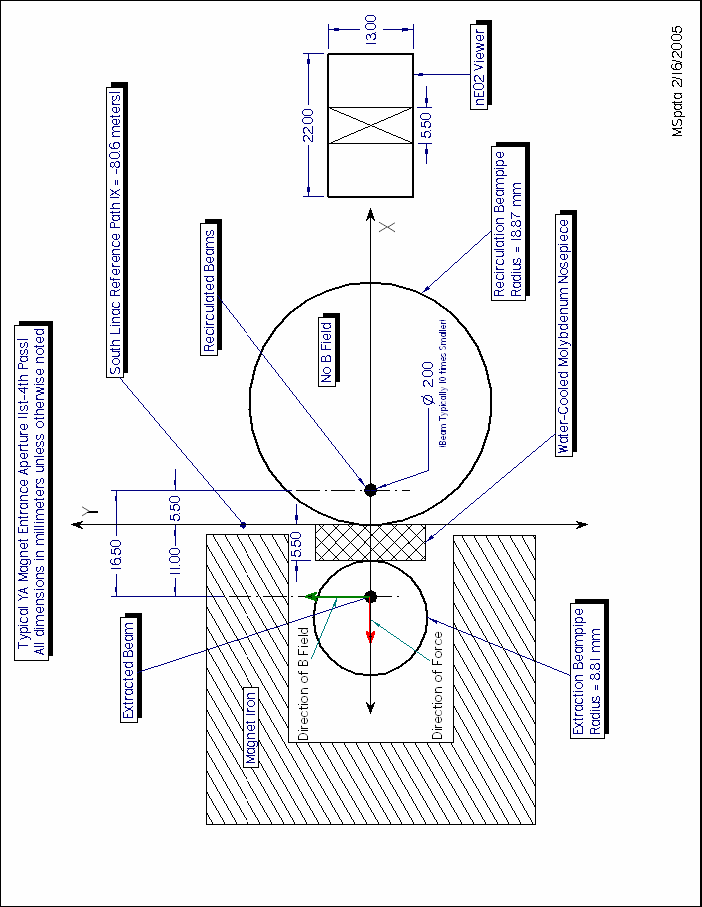 Typical YA Magnet Entrance Aperture (1st-4th Pass)
All dimensions in millimeters unless otherwise noted
South Linac Reference Path (X = -80.6 meters)
Y
16.50
5.50
11.00
Extracted Beam
Recirculated Beams
13.00
22.00
5.50
nE02 Viewer
MSpata 2/16/2005
X
No B Field
Ø 2.00
(Beam Typically 10 times Smaller)
5.50
Recirculation Beampipe
Radius = 18.87 mm
Water-Cooled Molybdenum Nosepiece
Magnet Iron
Direction of B Field
Direction of Force
Extraction Beampipe
Radius = 8.81 mm